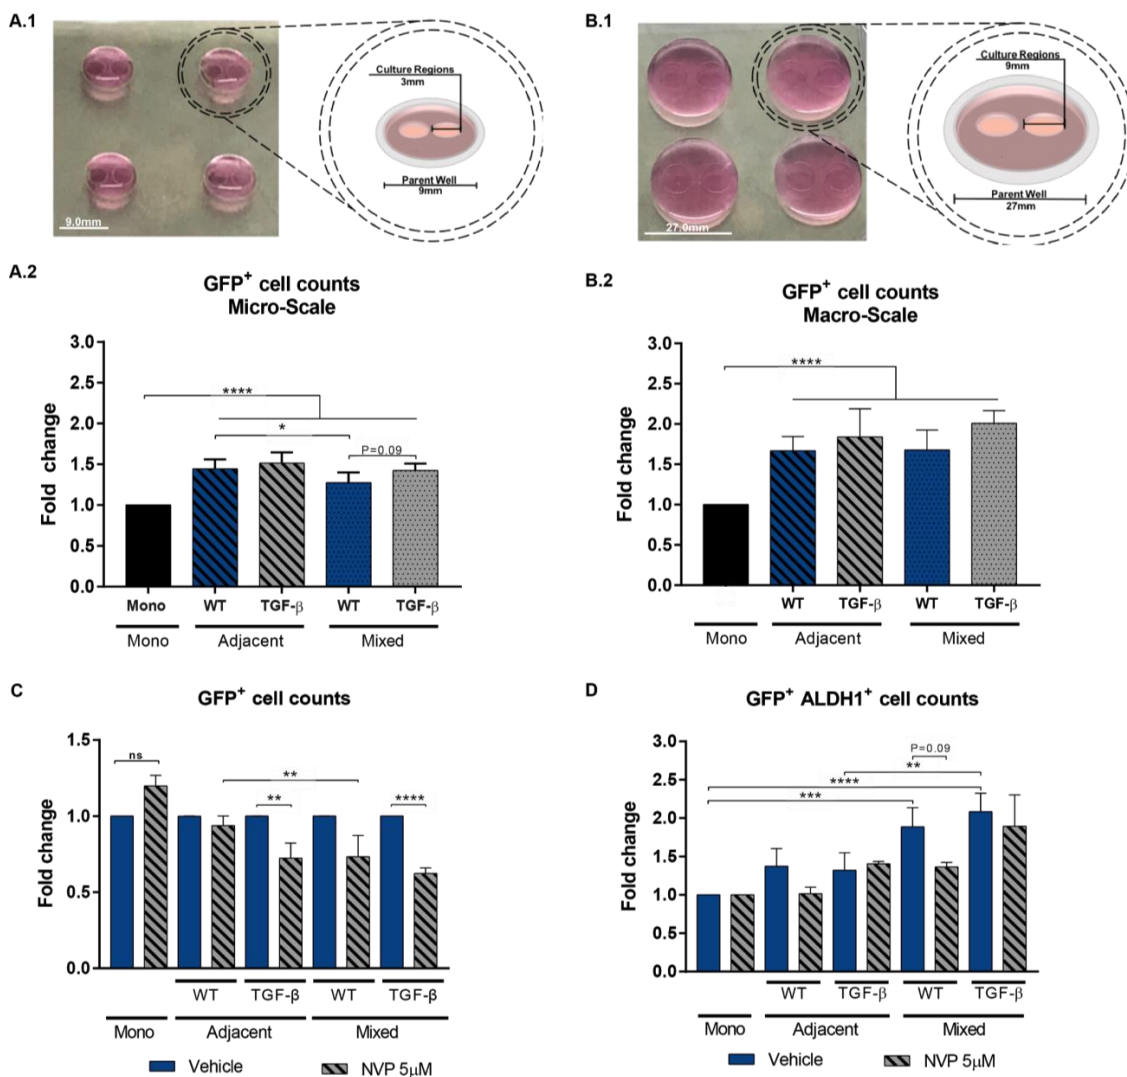 A.1
Culture Regions
3mm
Parent Well
9mm
9.0mm
B.1
Culture Regions
9mm
Parent Well
27mm
27.0mm
A.2
GFP+ cell counts
Micro-Scale
Fold change
3.0
2.5
2.0
1.5
1.0
0.5
0.0
****
*
P=0.09
Mono
WT
TGF-β
WT
TGF-β
Mono
Adjacent
Mixed
B.2
GFP+ cell counts
Macro-Scale
Fold change
3.0
2.5
2.0
1.5
1.0
0.5
0.0
****
WT
TGF-β
WT
TGF-β
Mono
Adjacent
Mixed
C
GFP+ cell counts
Fold change
1.5
1.0
0.5
0.0
ns
**
**
****
WT
TGF-β
WT
TGF-β
Mono
Adjacent
Mixed
Vehicle
NVP 5μM
D
GFP+ ALDH1+ cell counts
Fold change
3.0
2.5
2.0
1.5
1.0
0.5
0.0
P=0.09
**
****
***
WT
TGF-β
WT
TGF-β
Mono
Adjacent
Mixed
Vehicle
NVP 5μM